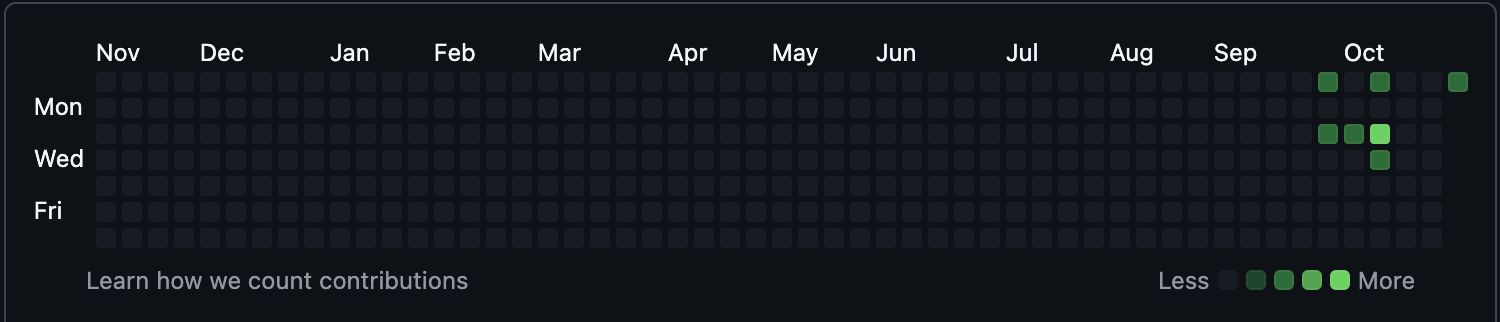 Nov Dec Jan Feb Mar Apr May Jun Jul Aug Sep Oct
Mon
Wed
Fri
Learn how we count contributions
Less More